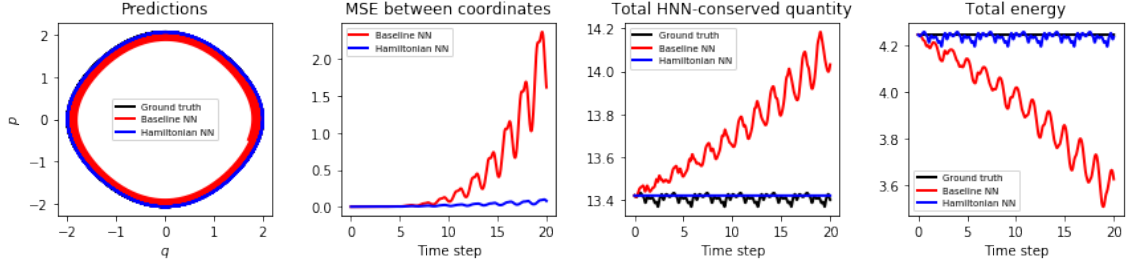 Predictions
2
1
0
−1
−2
p
Ground truth
Baseline NN
Hamiltonian NN
−2
−1
0
1
2
q
MSE between coordinates
Baseline NN
Hamiltonian NN
2.0
1.5
1.0
0.5
0.0
0
5
10
15
20
Time step
Total HNN-conserved quantity
14.2
14.0
13.8
13.6
13.4
Ground truth
Baseline NN
Hamiltonian NN
0
5
10
15
20
Time step
Total energy
4.2
4.0
3.8
3.6
Ground truth
Baseline NN
Hamiltonian NN
0
5
10
15
20
Time step